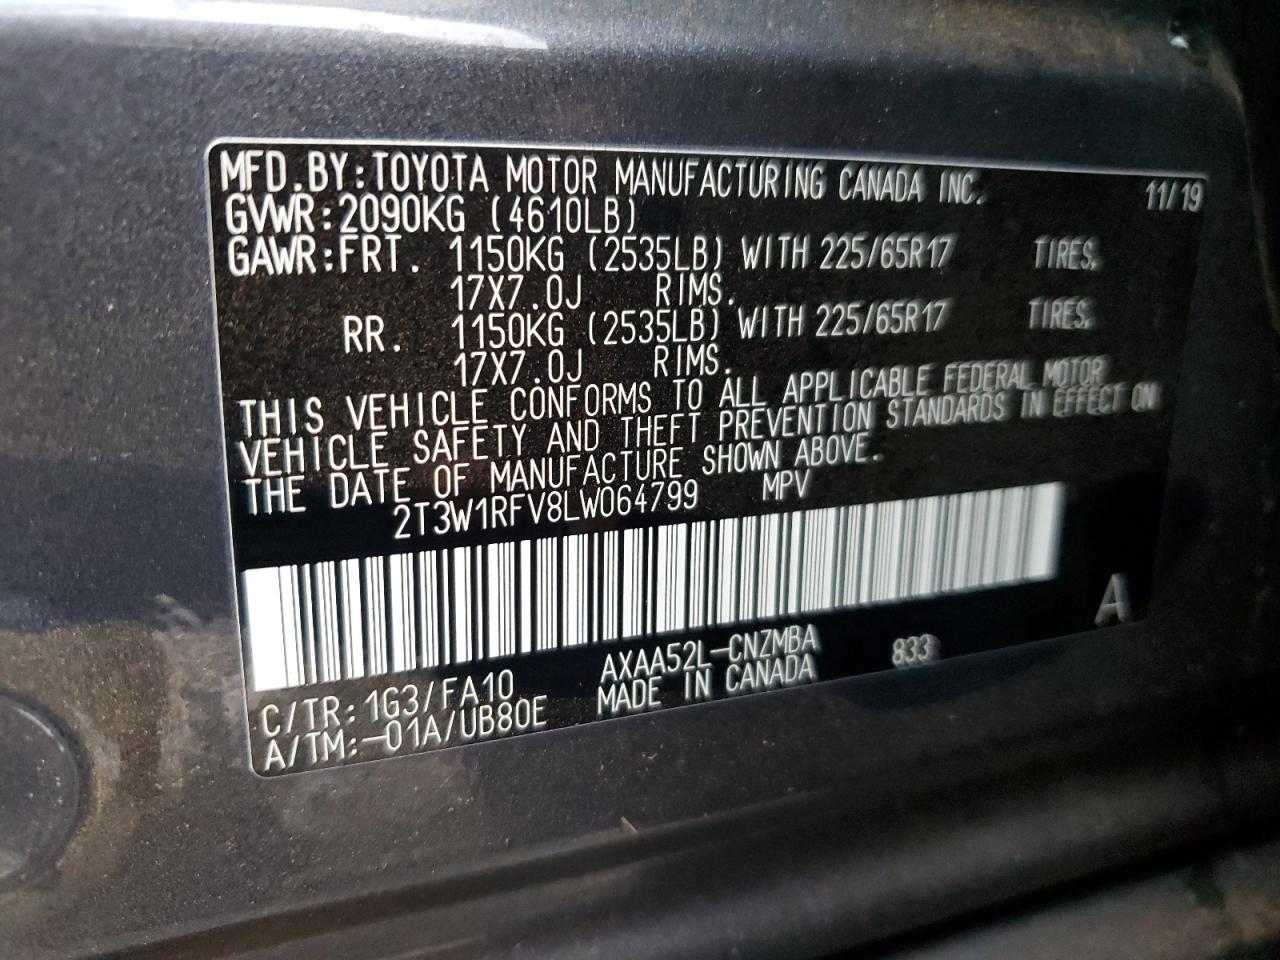 MFD.BY:TOYOTA MOTOR MANUFACTURING CANADA INC. 11/19
GVWR:2090KG (4610LB)
GAWR:FRT. 1150KG (2535LB) WITH 225/65R17 TIRES,
17X7.0J RIMS.
RR. 1150KG (2535LB) WITH 225/65R17 TIRES,
17X7.0J RIMS.
THIS VEHICLE CONFORMS TO ALL APPLICABLE FEDERAL MOTOR
VEHICLE SAFETY AND THEFT PREVENTION STANDARDS IN EFFECT ON
THE DATE OF MANUFACTURE SHOWN ABOVE.
2T3W1RFV8LW064799 MPV
A
C/TR:1G3/FA10 AXAA52L-CNZMBA 833
A/TM:-01A/UB80E MADE IN CANADA